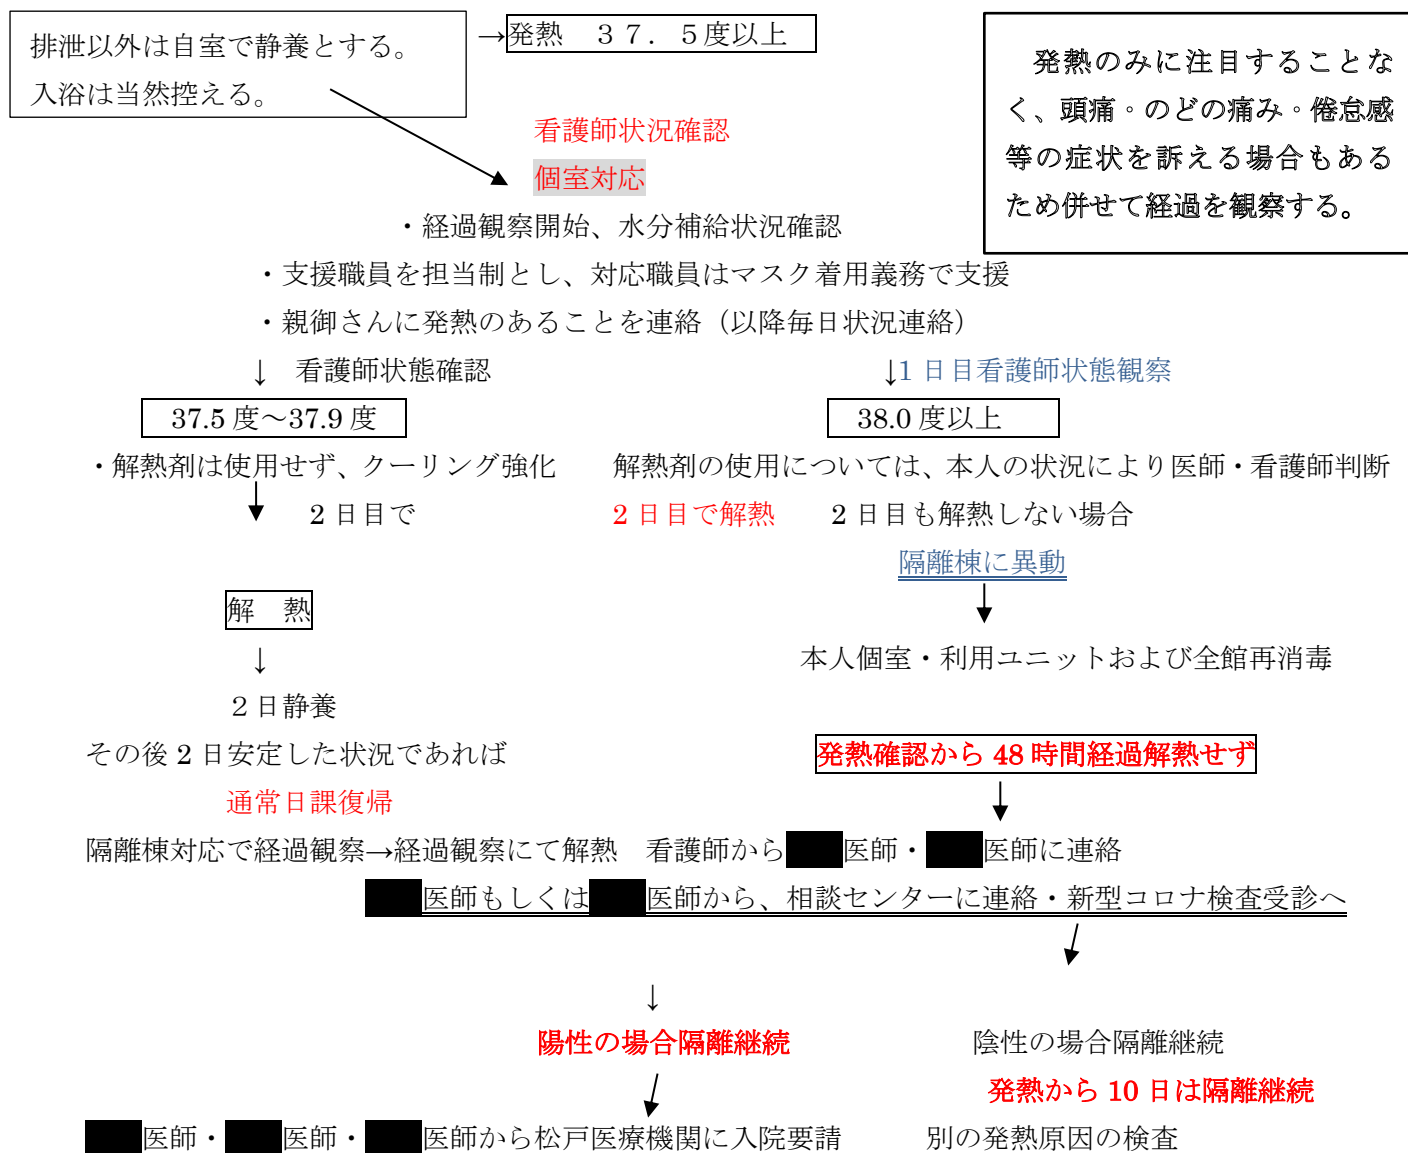 排泄以外は自室で静養とする。
入浴は当然控える。
→発熱　３７．５度以上
発熱のみに注目することな
く、頭痛・のどの痛み・倦怠感
等の症状を訴える場合もある
ため併せて経過を観察する。
看護師状況確認
個室対応
・経過観察開始、水分補給状況確認
・支援職員を担当制とし、対応職員はマスク着用義務で支援
・親御さんに発熱のあることを連絡（以降毎日状況連絡）
↓　看護師状態確認
↓1 日目看護師状態観察
37.5 度～37.9 度
38.0 度以上
・解熱剤は使用せず、クーリング強化
解熱剤の使用については、本人の状況により医師・看護師判断
2 日目で
2 日目で解熱
2 日目も解熱しない場合
隔離棟に異動
解　熱
↓
本人個室・利用ユニットおよび全館再消毒
２日静養
その後 2 日安定した状況であれば
発熱確認から 48 時間経過解熱せず
通常日課復帰
隔離棟対応で経過観察→経過観察にて解熱　看護師から医師・医師に連絡
医師もしくは医師から、相談センターに連絡・新型コロナ検査受診へ
↓
陽性の場合隔離継続
陰性の場合隔離継続
発熱から 10 日は隔離継続
医師・医師・医師から松戸医療機関に入院要請
別の発熱原因の検査